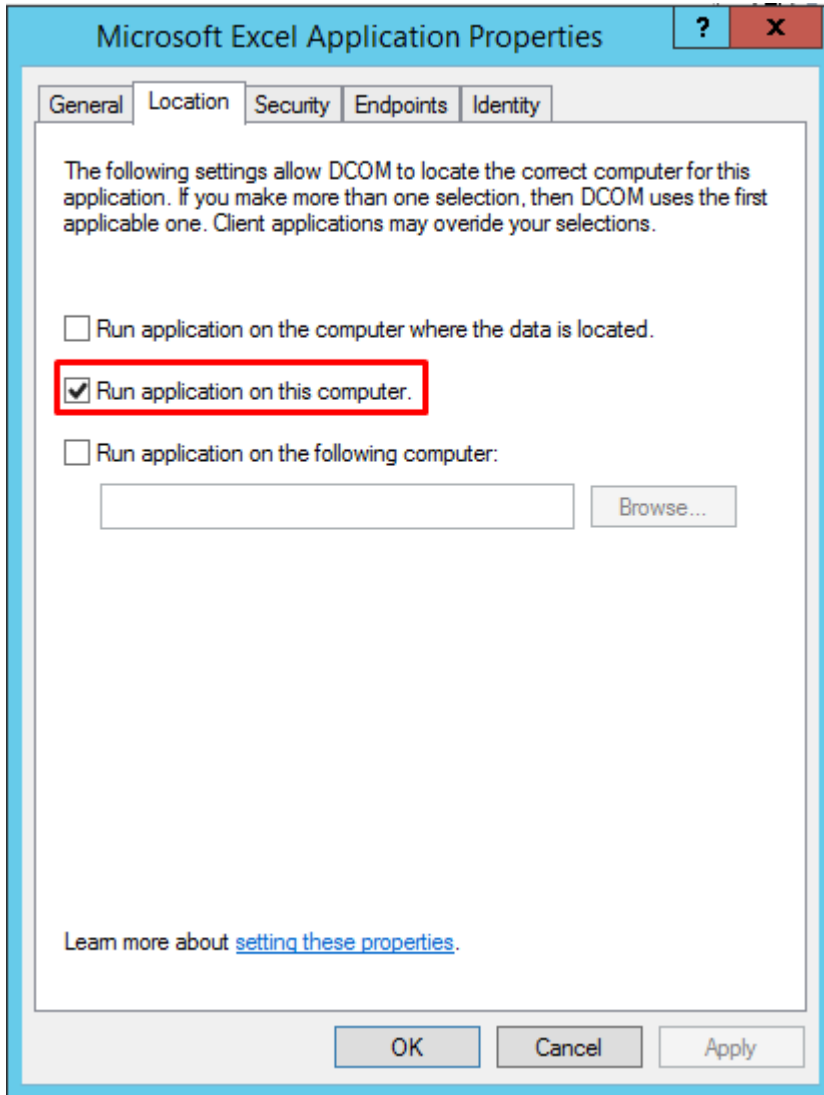 Microsoft Excel Application Properties
?
x
General
Location
Security
Endpoints
Identity
The following settings allow DCOM to locate the correct computer for this
application. If you make more than one selection, then DCOM uses the first
applicable one. Client applications may overide your selections.
Run application on the computer where the data is located.
Run application on this computer.
Run application on the following computer:
Browse...
Learn more about setting these properties.
OK
Cancel
Apply